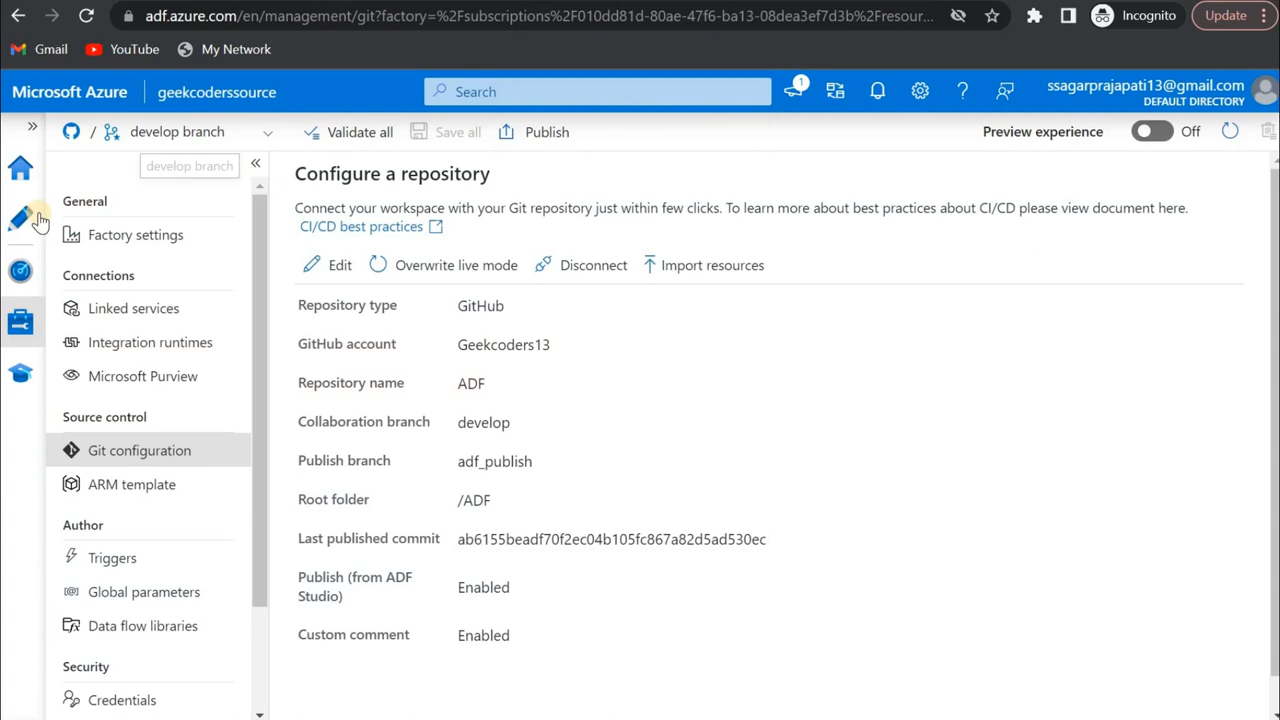 adf.azure.com/en/management/git?factory=%2Fsubscriptions%2F010dd81d-80ae-47f6-ba13-08dea3ef7d3b%2Fresour...
Incognito
Update
Gmail
YouTube
My Network
Microsoft Azure
geekcoderssource
Search
1
ssagarprajapati13@gmail.com
DEFAULT DIRECTORY
/ develop branch
Validate all
Save all
Publish
Preview experience
Off
develop branch
General
Factory settings
Connections
Linked services
Integration runtimes
Microsoft Purview
Source control
Git configuration
ARM template
Author
Triggers
Global parameters
Data flow libraries
Security
Credentials
Configure a repository
Connect your workspace with your Git repository just within few clicks. To learn more about best practices about CI/CD please view document here.
CI/CD best practices
Edit
Overwrite live mode
Disconnect
Import resources
Repository type GitHub
GitHub account Geekcoders13
Repository name ADF
Collaboration branch develop
Publish branch adf_publish
Root folder /ADF
Last published commit ab6155beadf70f2ec04b105fc867a82d5ad530ec
Publish (from ADF
Studio) Enabled
Custom comment Enabled